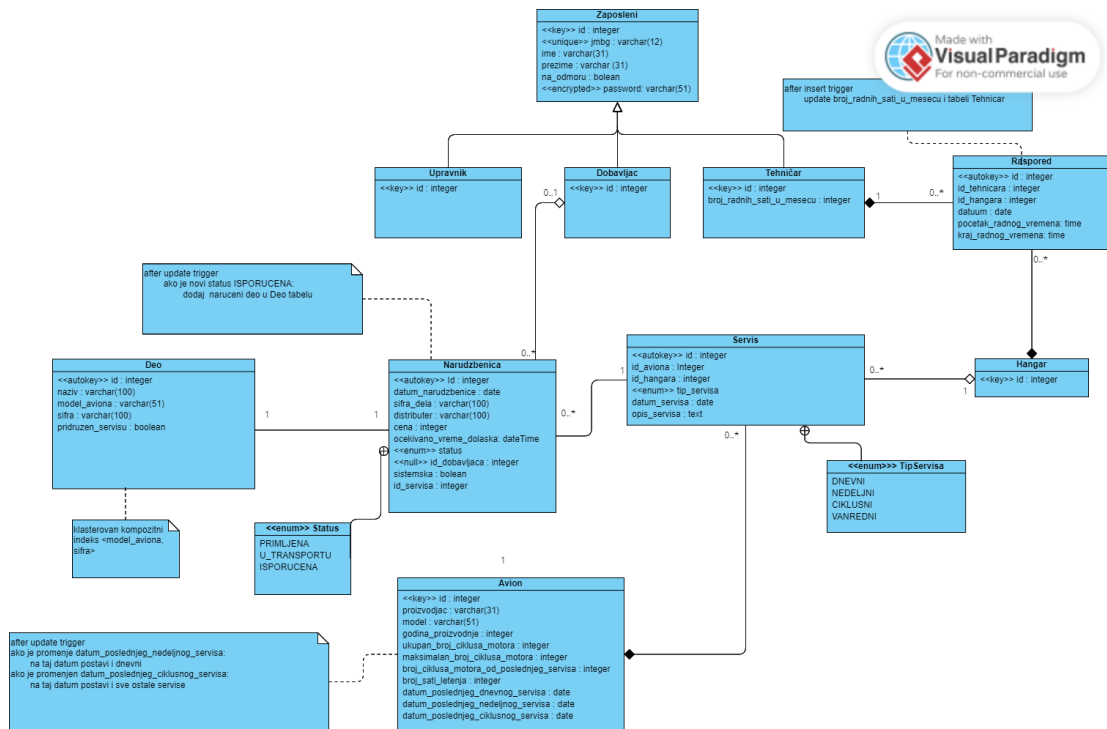 Zaposleni
<<key>> id : integer
<<unique>> jmbg : varchar(12)
ime : varchar(31)
prezime : varchar (31)
na_odmoru : bolean
<<encrypted>> password: varchar(51)
Made with
VisualParadigm
For non-commercial use
after insert trigger
update broj_radnih_sati_u_mesecu i tabeli Tehnicar
Upravnik
<<key>> id : integer
Dobavljac
<<key>> id : integer
Tehničar
<<key>> id : integer
broj_radnih_sati_u_mesecu : integer
Raspored
<<autokey>> id : integer
id_tehnicara : integer
id_hangara : integer
datuum : date
pocetak_radnog_vremena: time
kraj_radnog_vremena: time
0..1
1
0..*
0..*
after update trigger
ako je novi status ISPORUCENA:
dodaj naruceni deo u Deo tabelu
0..*
Deo
<<autokey>> id : integer
naziv : varchar(100)
model_aviona : varchar(51)
sifra : varchar(100)
pridruzen_servisu : boolean
1
1
Narudzbenica
<<autokey>> Id : integer
datum_narudzbenice : date
sifra_dela : varchar(100)
distributer : varchar(100)
cena : integer
ocekivano_vreme_dolaska: dateTime
<<enum>> status
<<null>> id_dobavljaca : integer
sistemska : bolean
id_servisa : integer
0..*
1
Servis
<<autokey>> id : integer
id_aviona : Integer
id_hangara : integer
<<enum>> tip_servisa
datum_servisa : date
opis_servisa : text
0..*
1
Hangar
<<key>> id : integer
0..*
<<enum>>> TipServisa
DNEVNI
NEDELJNI
CIKLUSNI
VANREDNI
klasterovan kompozitni
indeks <model_aviona,
sifra>
<<enum>> Status
PRIMLJENA
U_TRANSPORTU
ISPORUCENA
1
Avion
<<key>> id : integer
proizvodjac : varchar(31)
model : varchar(51)
godina_proizvodnje : integer
ukupan_broj_ciklusa_motora : integer
maksimalan_broj_ciklusa_motora : integer
broj_ciklusa_motora_od_poslednjeg_servisa : integer
broj_sati_letenja : integer
datum_poslednjeg_dnevnog_servisa : date
datum_poslednjeg_nedeljnog_servisa : date
datum_poslednjeg_ciklusnog_servisa : date
after update trigger
ako je promenje datum_poslednjeg_nedeljnog_servisa:
na taj datum postavi i dnevni
ako je promenjen datum_poslednjeg_ciklusnog_servisa:
na taj datum postavi i sve ostale servise